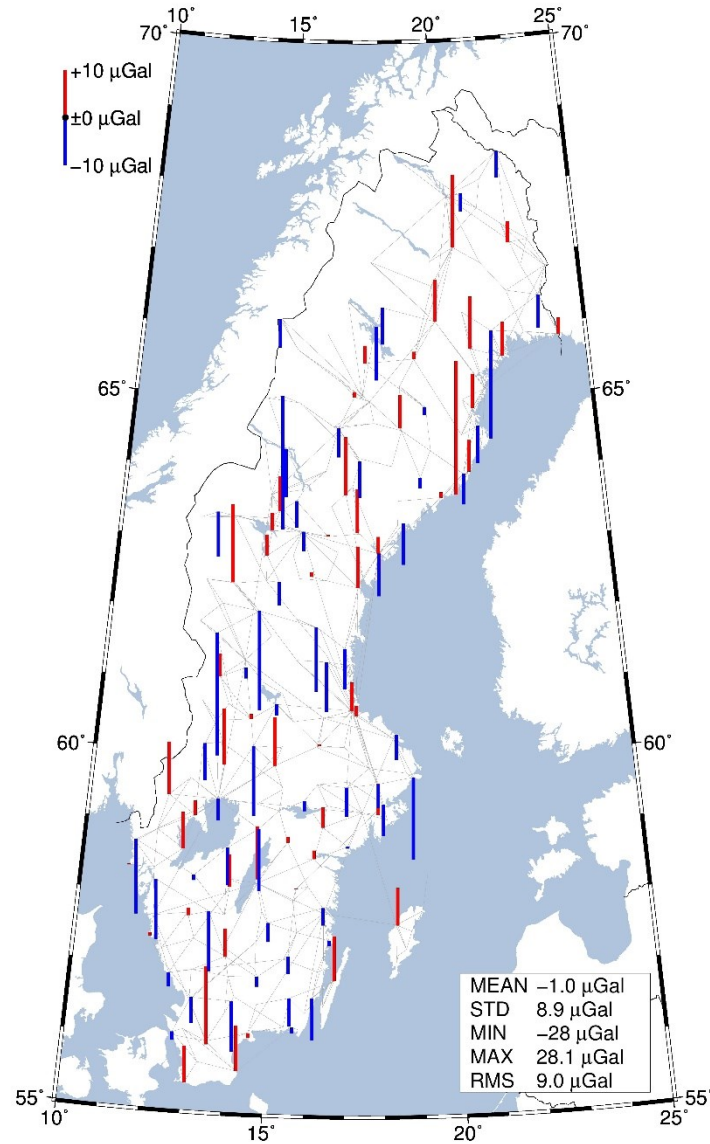 10° 15° 20° 25°
70° 70°
+10 µGal
±0 µGal
−10 µGal
65° 65°
60° 60°
MEAN −1.0 µGal
STD 8.9 µGal
MIN −28 µGal
MAX 28.1 µGal
RMS 9.0 µGal
55° 55°
10° 15° 20° 25°